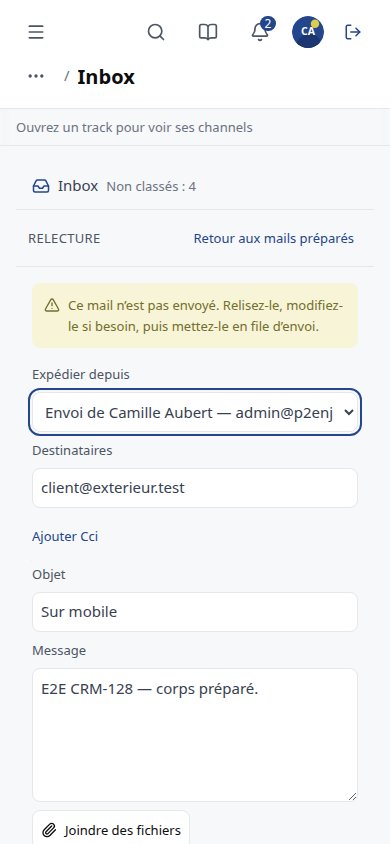 2
CA
... / Inbox
Ouvrez un track pour voir ses channels
Inbox Non classés : 4
RELECTURE Retour aux mails préparés
Ce mail n’est pas envoyé. Relisez-le, modifiez-
le si besoin, puis mettez-le en file d’envoi.
Expédier depuis
Envoi de Camille Aubert — admin@p2enj
Destinataires
client@exterieur.test
Ajouter Cci
Objet
Sur mobile
Message
E2E CRM-128 — corps préparé.
Joindre des fichiers